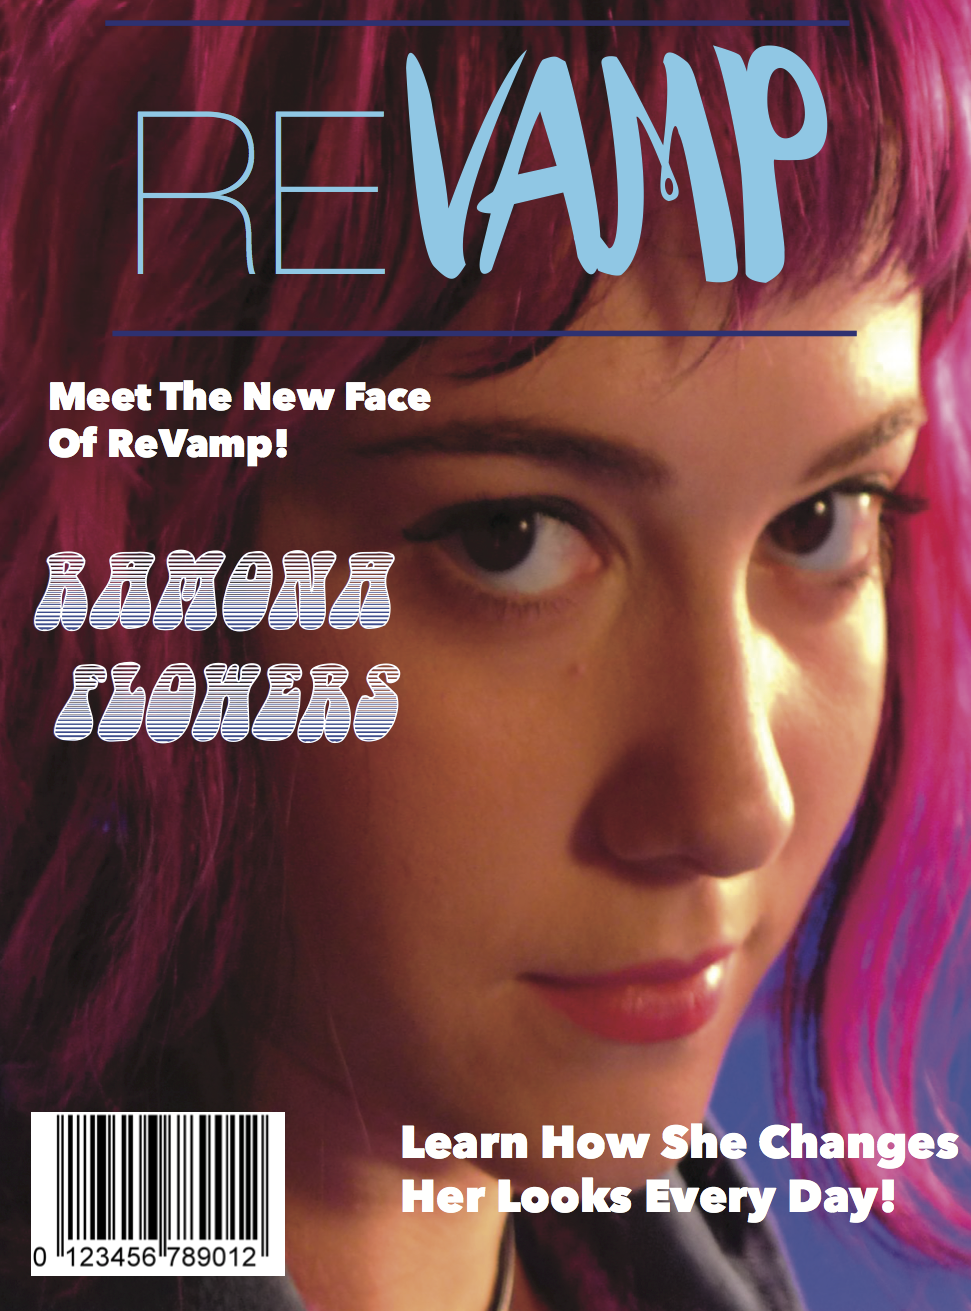 REVAMP
Meet The New Face
Of ReVamp!
RAMONA
FLOWERS
Learn How She Changes
Her Looks Every Day!
0 123456 789012